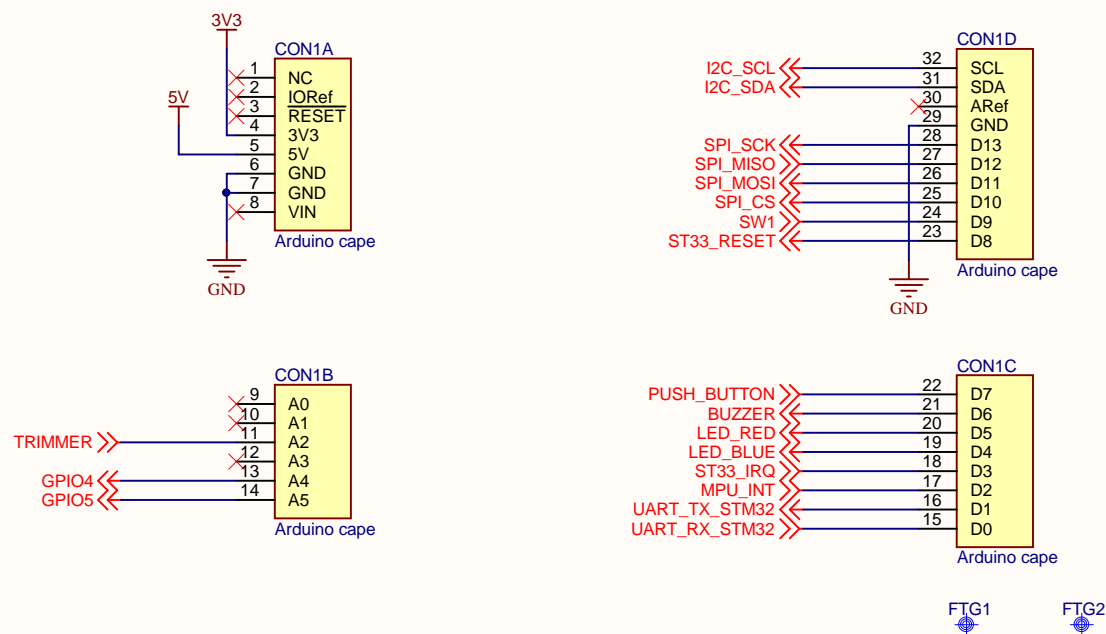 3V3
CON1A
1 NC
2 IORef
3 RESET
4 3V3
5V
5 5V
6 GND
7 GND
8 VIN
Arduino cape
GND
CON1D
I2C_SCL 32 SCL
I2C_SDA 31 SDA
30 ARef
29 GND
SPI_SCK 28 D13
SPI_MISO 27 D12
SPI_MOSI 26 D11
SPI_CS 25 D10
SW1 24 D9
ST33_RESET 23 D8
Arduino cape
GND
CON1B
9 A0
10 A1
TRIMMER 11 A2
12 A3
GPIO4 13 A4
GPIO5 14 A5
Arduino cape
CON1C
PUSH_BUTTON 22 D7
BUZZER 21 D6
LED_RED 20 D5
LED_BLUE 19 D4
ST33_IRQ 18 D3
MPU_INT 17 D2
UART_TX_STM32 16 D1
UART_RX_STM32 15 D0
Arduino cape
FTG1 FTG2